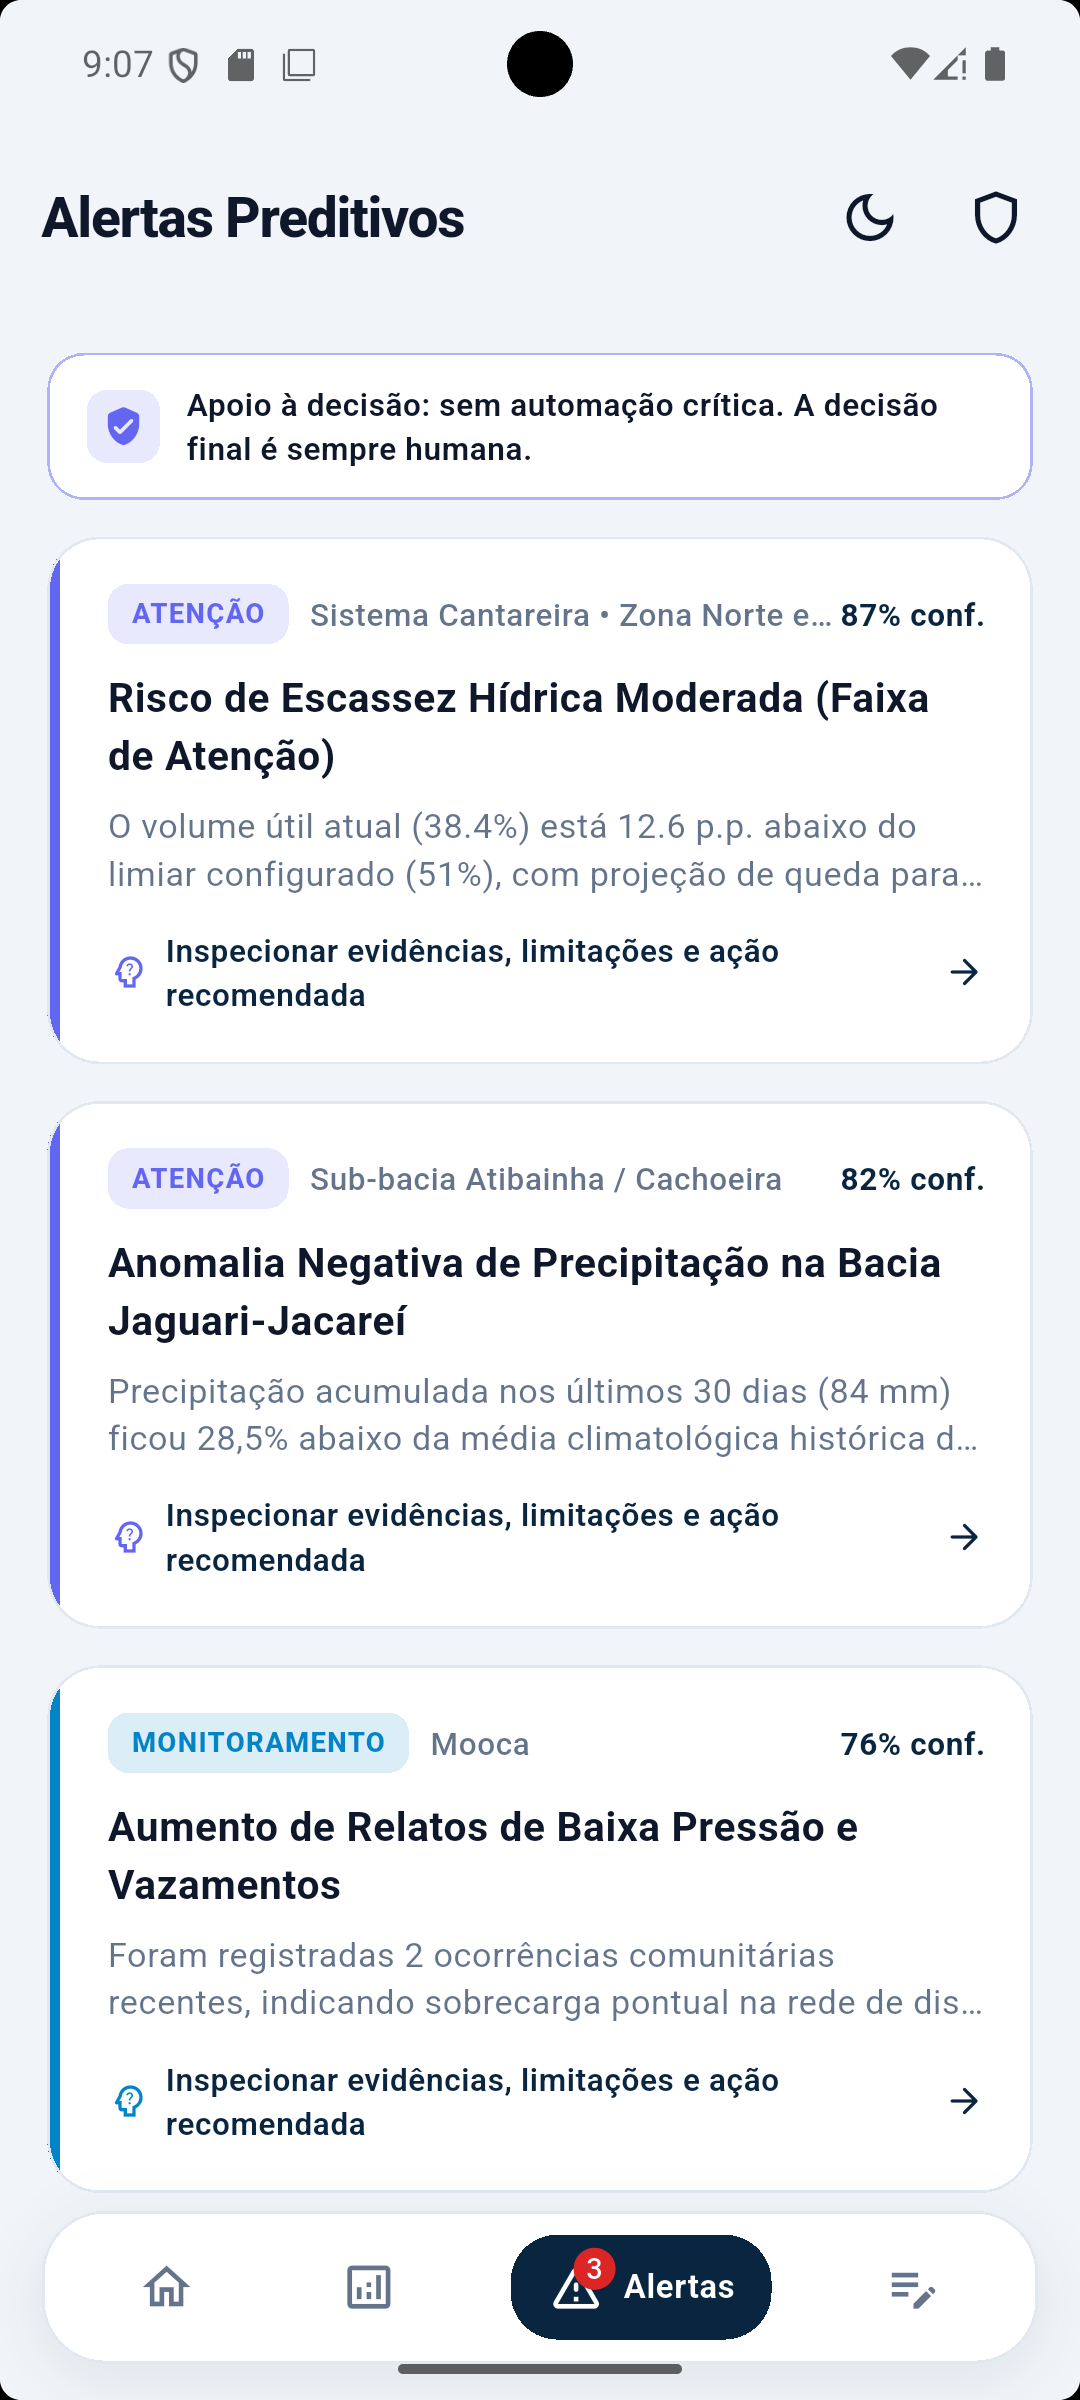 9:07
Alertas Preditivos
Apoio à decisão: sem automação crítica. A decisão
final é sempre humana.
ATENÇÃO Sistema Cantareira • Zona Norte e... 87% conf.
Risco de Escassez Hídrica Moderada (Faixa
de Atenção)
O volume útil atual (38.4%) está 12.6 p.p. abaixo do
limiar configurado (51%), com projeção de queda para...
Inspecionar evidências, limitações e ação
recomendada
ATENÇÃO Sub-bacia Atibainha / Cachoeira 82% conf.
Anomalia Negativa de Precipitação na Bacia
Jaguari-Jacareí
Precipitação acumulada nos últimos 30 dias (84 mm)
ficou 28,5% abaixo da média climatológica histórica d...
Inspecionar evidências, limitações e ação
recomendada
MONITORAMENTO Mooca 76% conf.
Aumento de Relatos de Baixa Pressão e
Vazamentos
Foram registradas 2 ocorrências comunitárias
recentes, indicando sobrecarga pontual na rede de dis...
Inspecionar evidências, limitações e ação
recomendada
3 Alertas